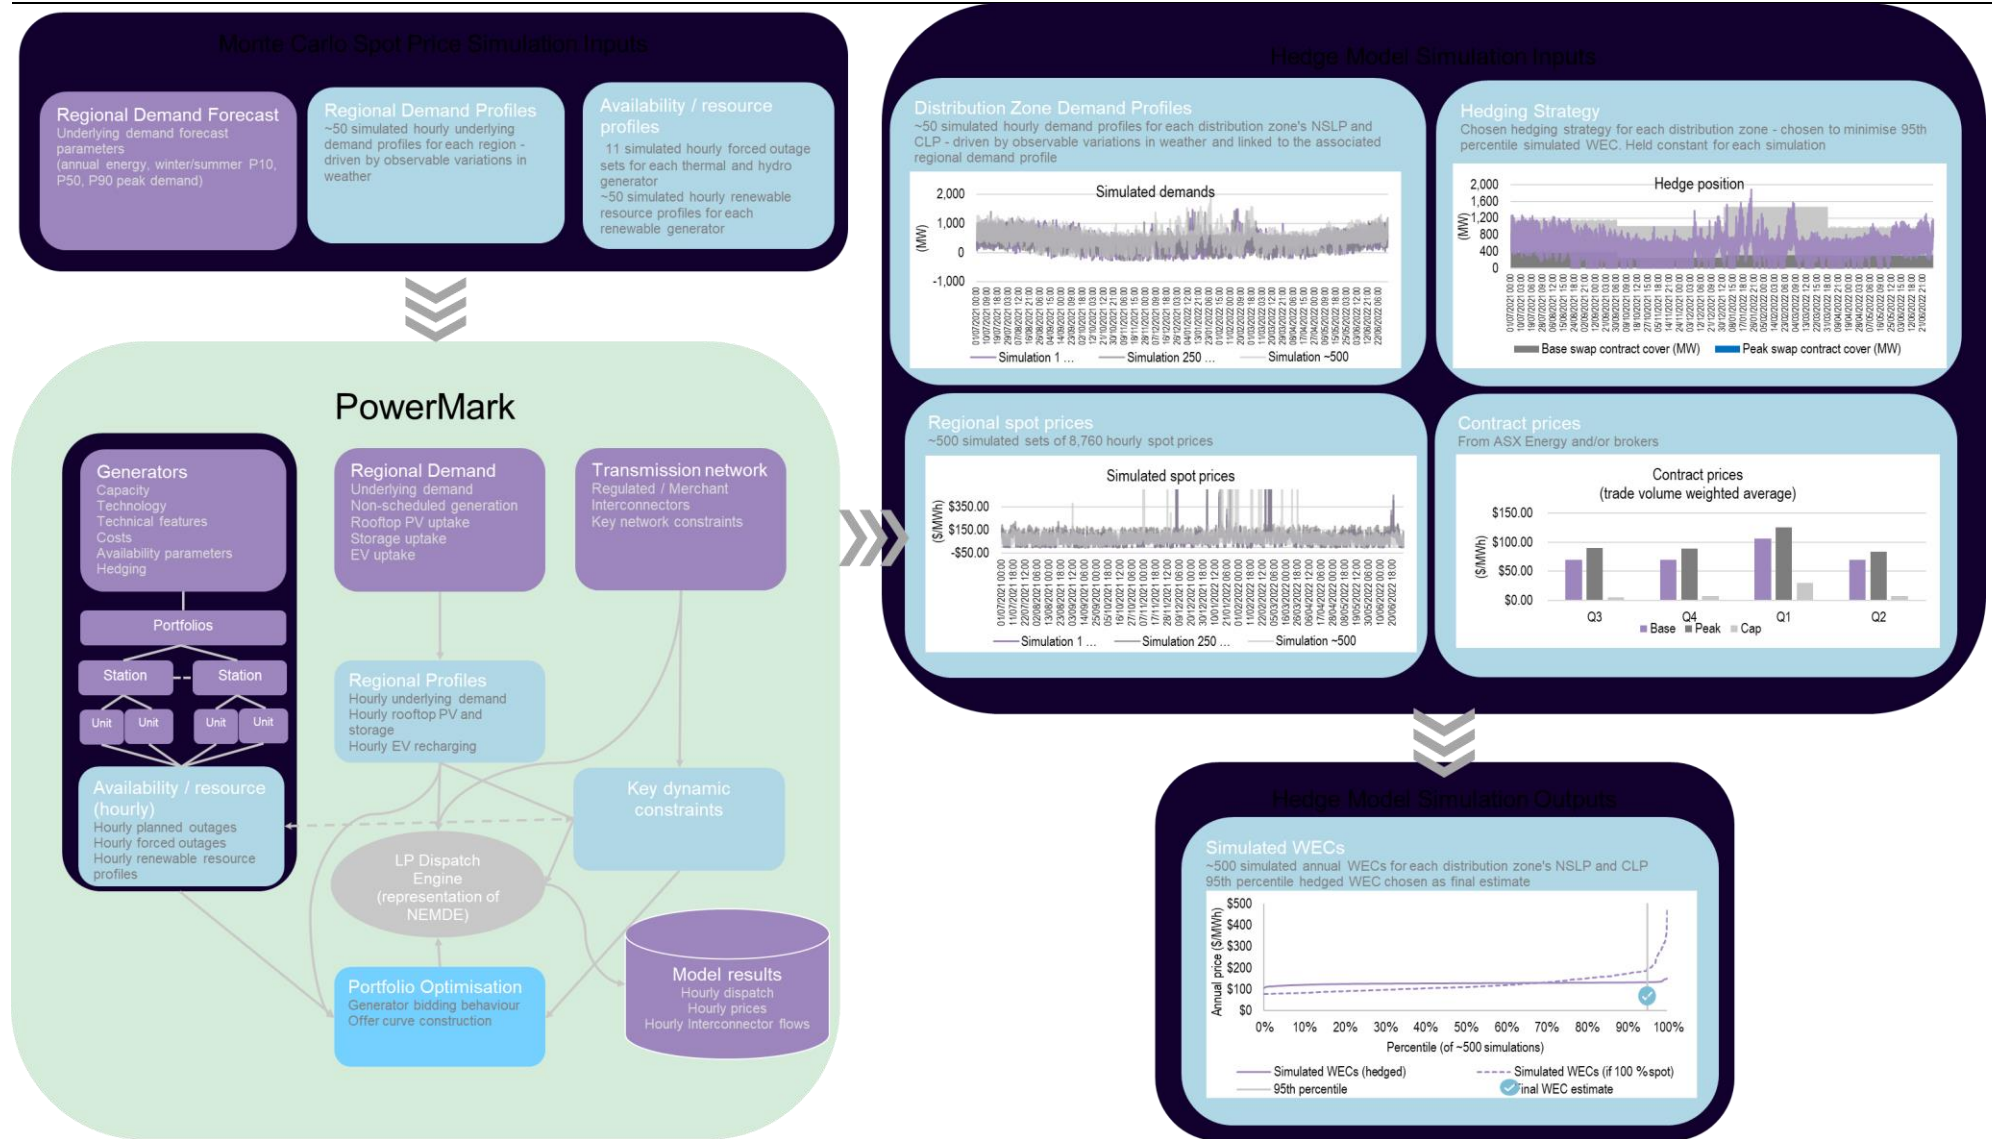 Monte Carlo Spot Price Simulation Inputs
Regional Demand Forecast
Underlying demand forecast
parameters
(annual energy, winter/summer P10,
P50, P90 peak demand)
Regional Demand Profiles
~50 simulated hourly underlying
demand profiles for each region -
driven by observable variations in
weather
Availability / resource
profiles
11 simulated hourly forced outage
sets for each thermal and hydro
generator
~50 simulated hourly renewable
resource profiles for each
renewable generator
PowerMark
Generators
Capacity
Technology
Technical features
Costs
Availability parameters
Hedging
Portfolios
Station
Station
Unit
Unit
Unit
Unit
Availability / resource
(hourly)
Hourly planned outages
Hourly forced outages
Hourly renewable resource
profiles
Regional Demand
Underlying demand
Non-scheduled generation
Rooftop PV uptake
Storage uptake
EV uptake
Transmission network
Regulated / Merchant
Interconnectors
Key network constraints
Regional Profiles
Hourly underlying demand
Hourly rooftop PV and
storage
Hourly EV recharging
Key dynamic
constraints
LP Dispatch
Engine
(representation of
NEMDE)
Portfolio Optimisation
Generator bidding behaviour
Offer curve construction
Model results
Hourly dispatch
Hourly prices
Hourly Interconnector flows
Hedge Model Simulation Inputs
Distribution Zone Demand Profiles
~50 simulated hourly demand profiles for each distribution zone's NSLP and
CLP - driven by observable variations in weather and linked to the associated
regional demand profile
Simulated demands
(MW)
2,000
1,000
0
-1,000
Simulation 1 ...
Simulation 250 ...
Simulation ~500
Hedging Strategy
Chosen hedging strategy for each distribution zone - chosen to minimise 95th
percentile simulated WEC. Held constant for each simulation
Hedge position
(MW)
2,000
1,600
1,200
800
400
0
Base swap contract cover (MW)
Peak swap contract cover (MW)
Regional spot prices
~500 simulated sets of 8,760 hourly spot prices
Simulated spot prices
($/MWh)
$350.00
$150.00
-$50.00
Simulation 1 ...
Simulation 250 ...
Simulation ~500
Contract prices
From ASX Energy and/or brokers
Contract prices
(trade volume weighted average)
($/MWh)
$150.00
$100.00
$50.00
$0.00
Q3
Q4
Q1
Q2
Base
Peak
Cap
Hedge Model Simulation Outputs
Simulated WECs
~500 simulated annual WECs for each distribution zone's NSLP and CLP
95th percentile hedged WEC chosen as final estimate
Annual price ($/MWh)
$500
$400
$300
$200
$100
$0
0% 10% 20% 30% 40% 50% 60% 70% 80% 90% 100%
Percentile (of ~500 simulations)
Simulated WECs (hedged)
Simulated WECs (if 100 %spot)
95th percentile
Final WEC estimate